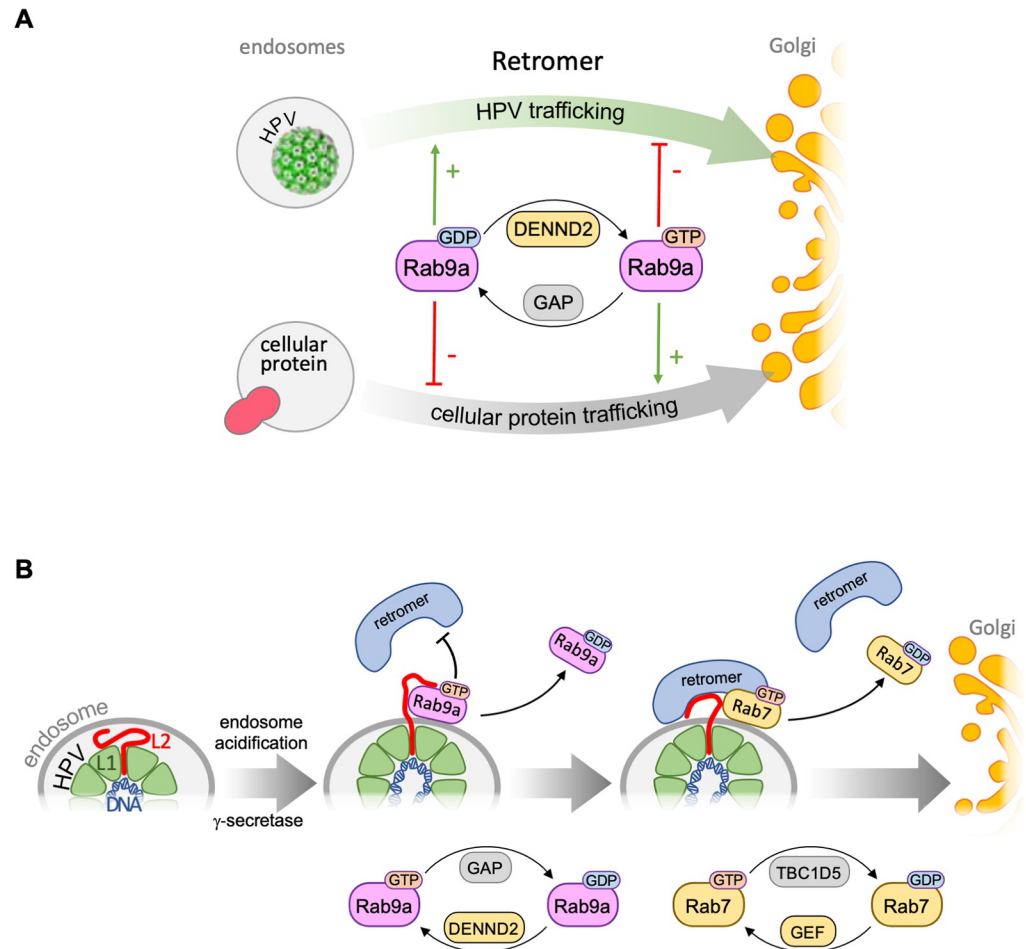 A
endosomes
Golgi
Retromer
HPV trafficking
HPV
+
-
GDP
DENND2
GTP
Rab9a
Rab9a
GAP
cellular
protein
-
+
cellular protein trafficking
B
retromer
retromer
Golgi
GDP
Rab9a
GDP
Rab7
GTP
Rab9a
retromer
GTP
Rab7
endosome
HPV
L1
L2
DNA
endosome
acidification
γ-secretase
GTP
GAP
GDP
Rab9a
Rab9a
DENND2
GTP
TBC1D5
GDP
Rab7
Rab7
GEF